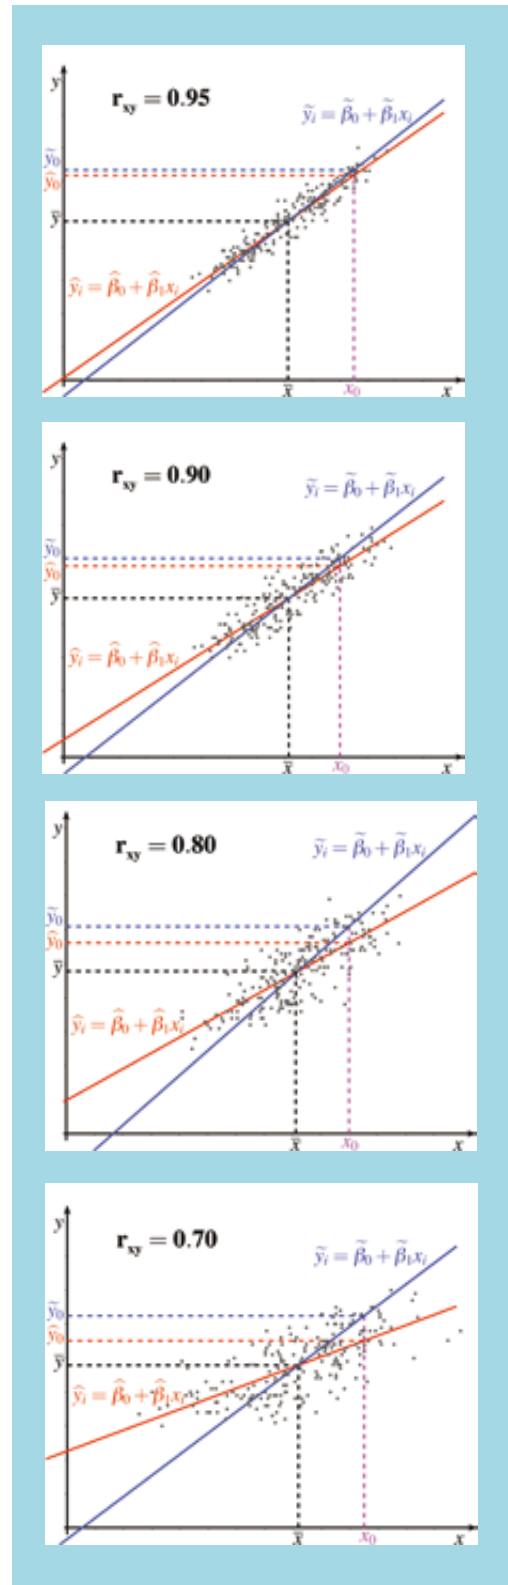 y
r_xy = 0.95
ỹ_i = β̃_0 + β̃_1x_i
ỹ_0
ŷ_0
ȳ
ŷ_i = β̂_0 + β̂_1x_i
x̄ x_0 x
y
r_xy = 0.90
ỹ_i = β̃_0 + β̃_1x_i
ỹ_0
ŷ_0
ȳ
ŷ_i = β̂_0 + β̂_1x_i
x̄ x_0 x
y
r_xy = 0.80
ỹ_i = β̃_0 + β̃_1x_i
ỹ_0
ŷ_0
ȳ
ŷ_i = β̂_0 + β̂_1x_i
x̄ x_0 x
y
r_xy = 0.70
ỹ_i = β̃_0 + β̃_1x_i
ỹ_0
ŷ_0
ȳ
ŷ_i = β̂_0 + β̂_1x_i
x̄ x_0 x